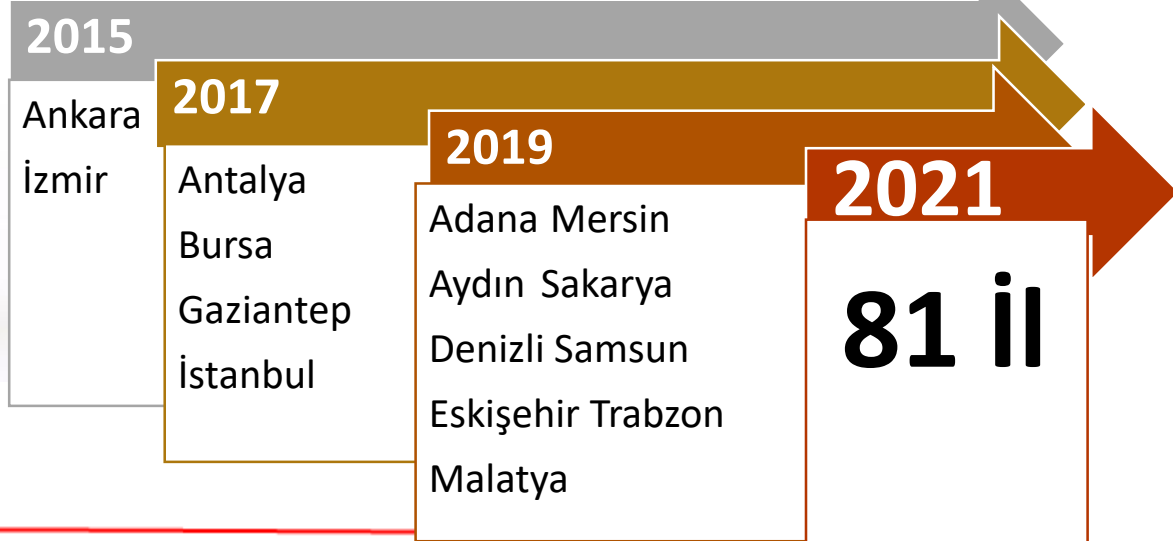 2015
Ankara
İzmir
2017
Antalya
Bursa
Gaziantep
İstanbul
2019
Adana Mersin
Aydın Sakarya
Denizli Samsun
Eskişehir Trabzon
Malatya
2021
81 İl